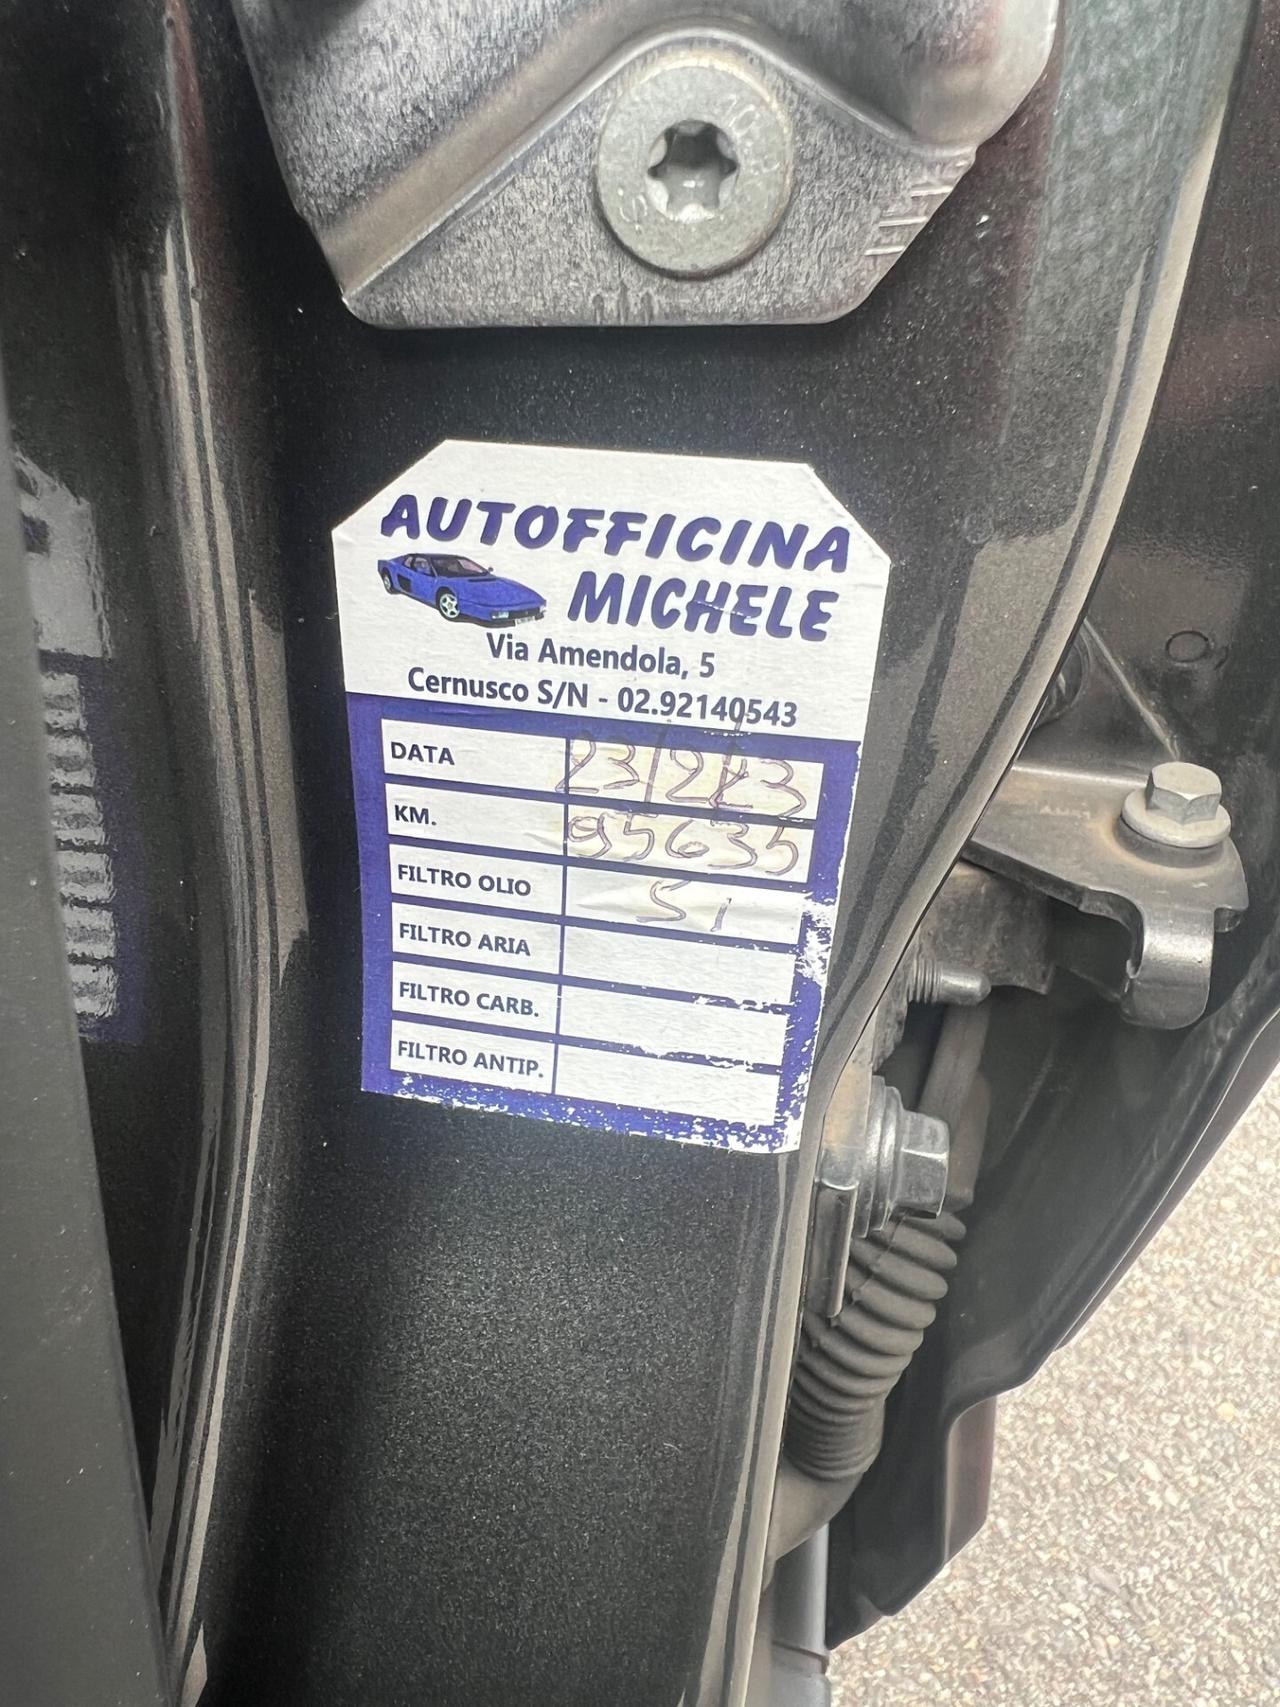 AUTOFFICINA
MICHELE
Via Amendola, 5
Cernusco S/N - 02.92140543
DATA 23/2/23
KM. 95635
FILTRO OLIO SI
FILTRO ARIA
FILTRO CARB.
FILTRO ANTIP.